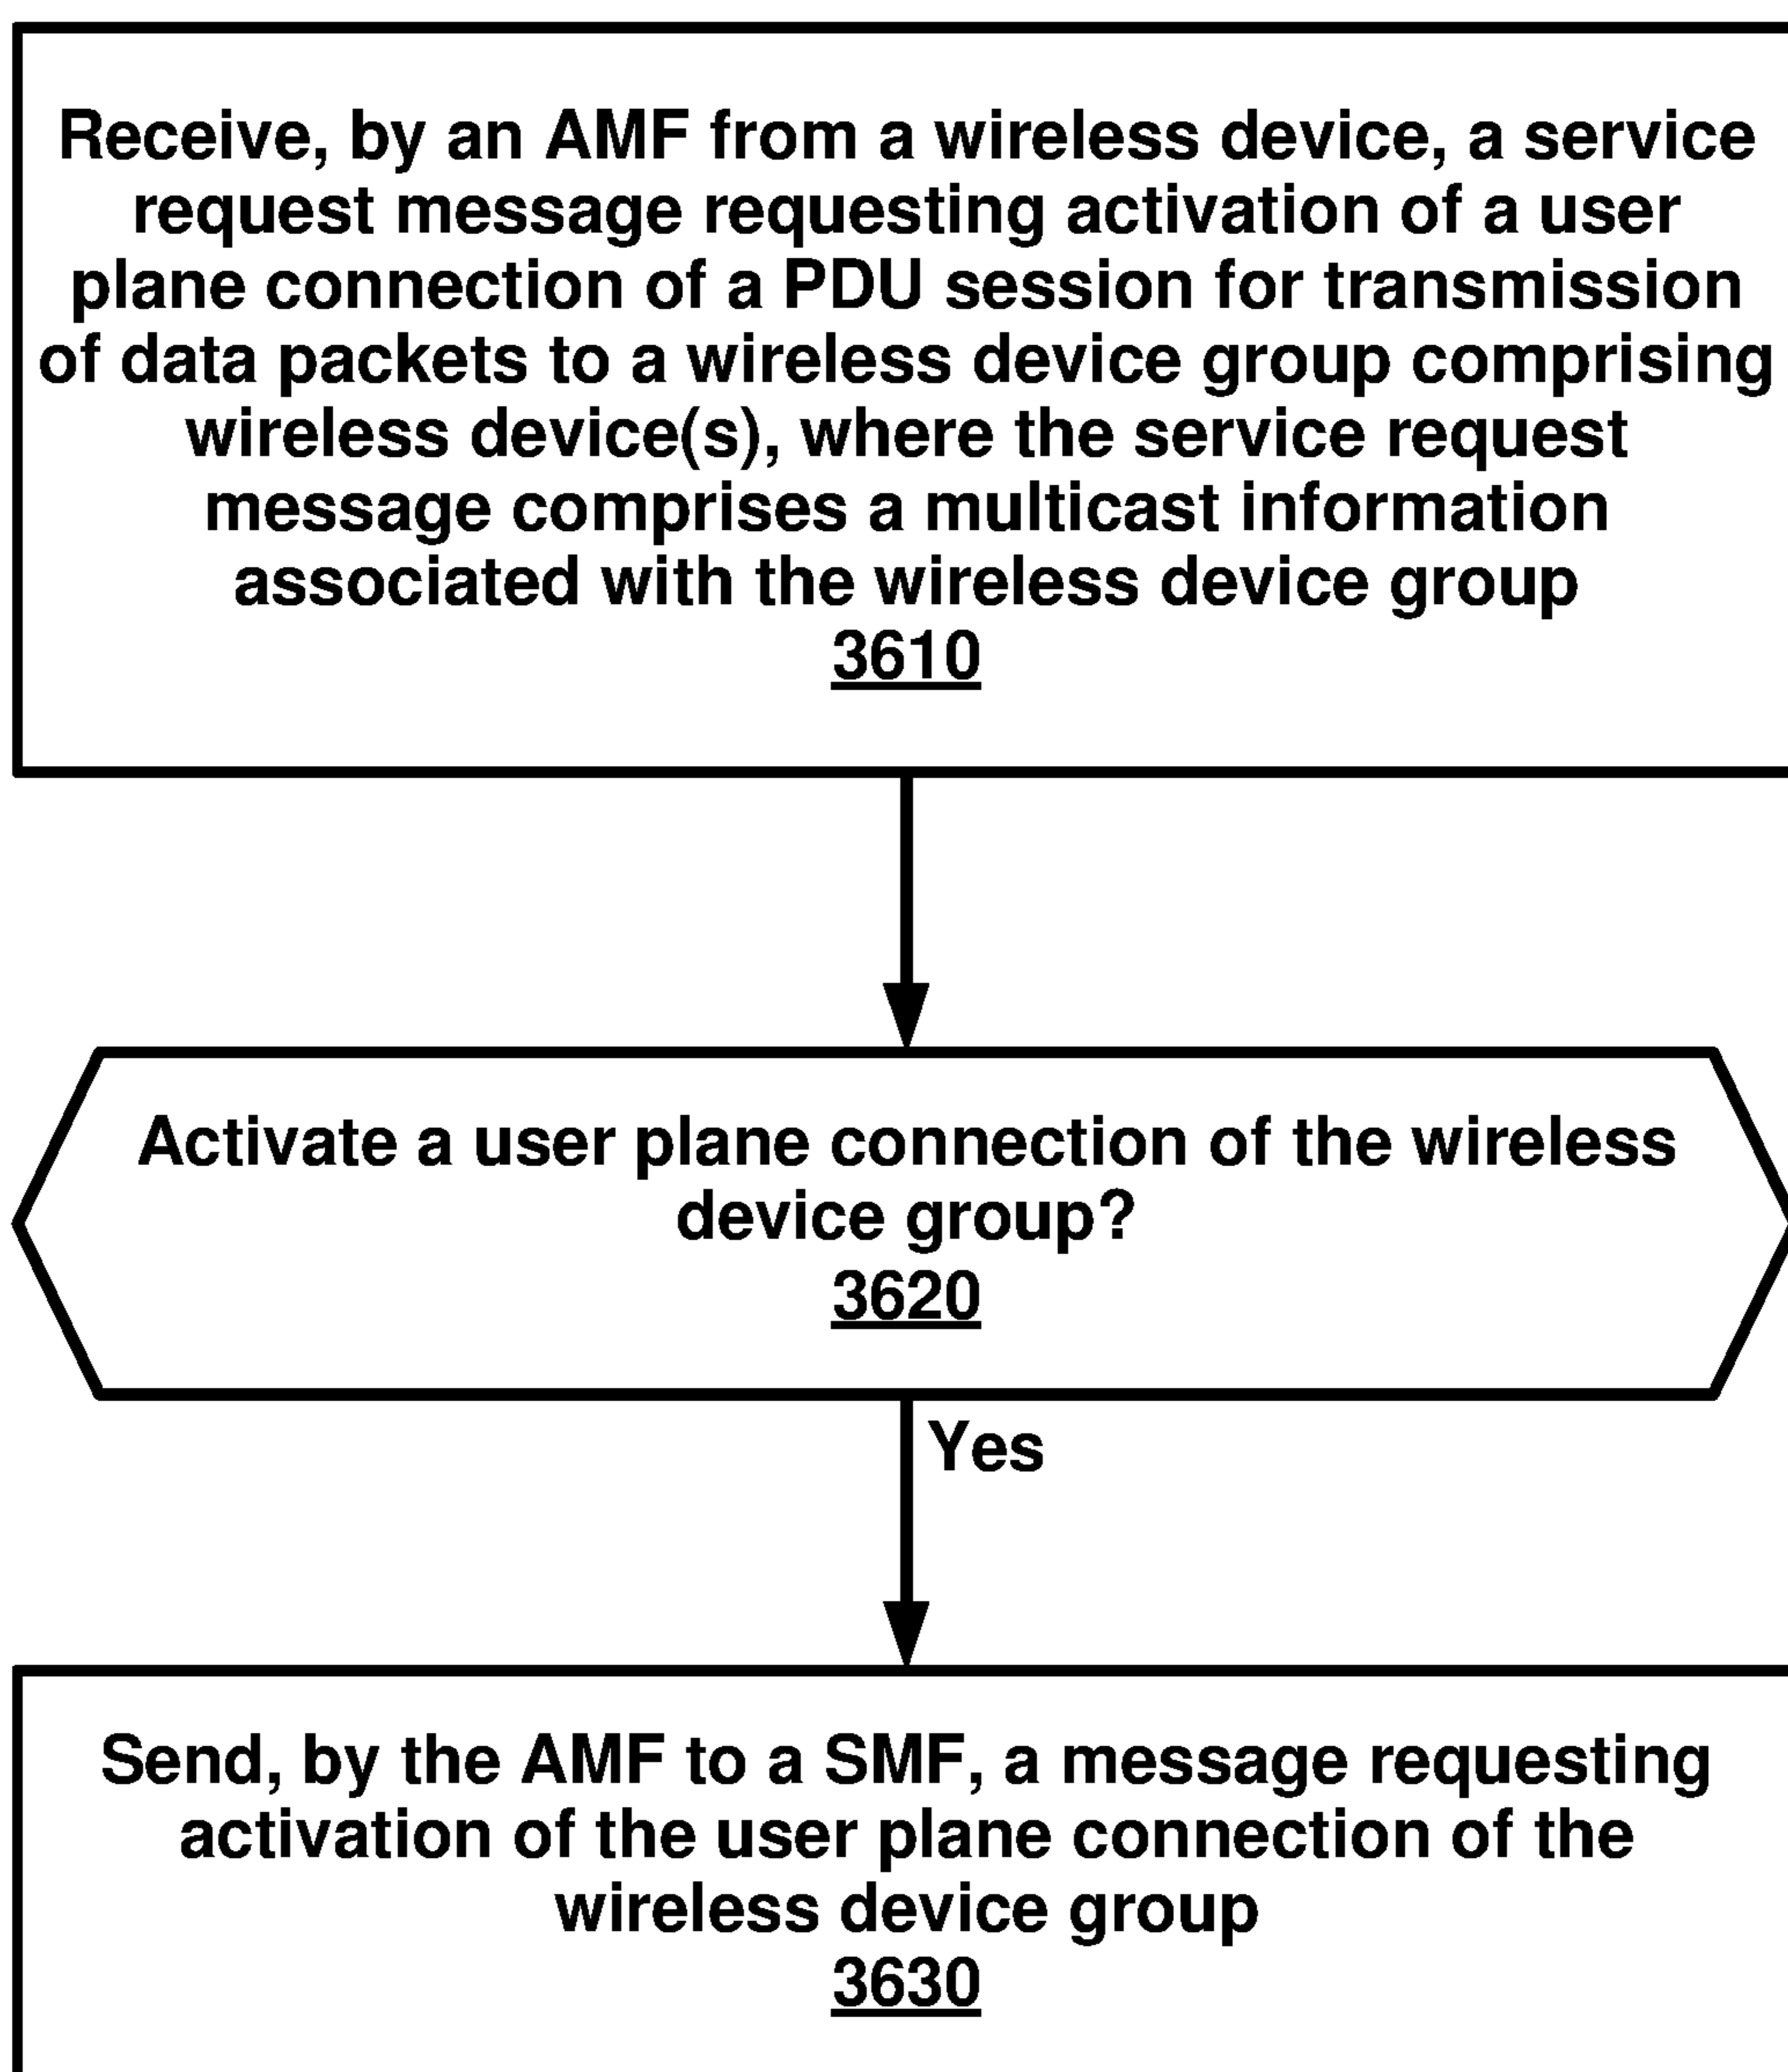 Receive, by an AMF from a wireless device, a service
request message requesting activation of a user
plane connection of a PDU session for transmission
of data packets to a wireless device group comprising
wireless device(s), where the service request
message comprises a multicast information
associated with the wireless device group
3610
Activate a user plane connection of the wireless
device group?
3620
Yes
Send, by the AMF to a SMF, a message requesting
activation of the user plane connection of the
wireless device group
3630